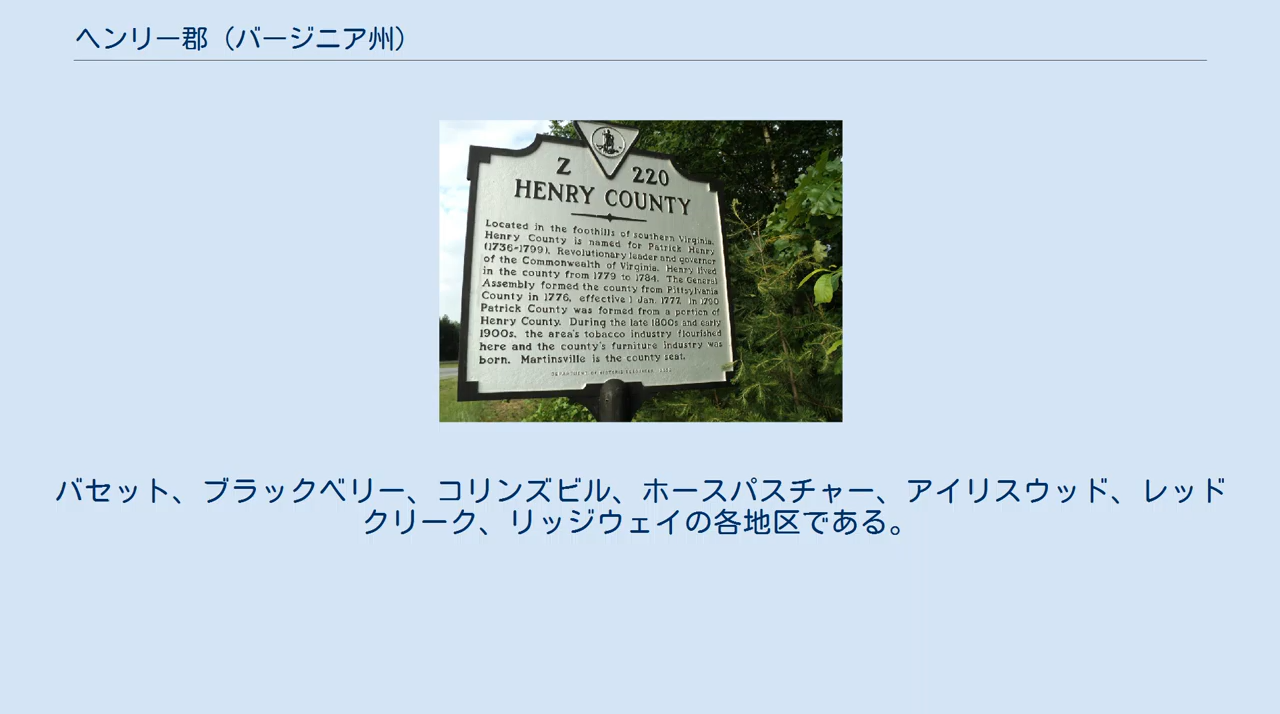 ヘンリー郡（バージニア州）
Z 220
HENRY COUNTY
Located in the foothills of southern Virginia,
Henry County is named for Patrick Henry
(1736-1799), Revolutionary leader and governor
of the Commonwealth of Virginia. Henry lived
in the county from 1779 to 1784. The General
Assembly formed the county from Pittsylvania
County in 1776, effective 1 Jan. 1777. In 1790
Patrick County was formed from a portion of
Henry County. During the late 1800s and early
1900s, the area's tobacco industry flourished
here and the county's furniture industry was
born. Martinsville is the county seat.
DEPARTMENT OF HISTORIC RESOURCES
バセット、ブラックベリー、コリンズビル、ホースパスチャー、アイリスウッド、レッド
クリーク、リッジウェイの各地区である。